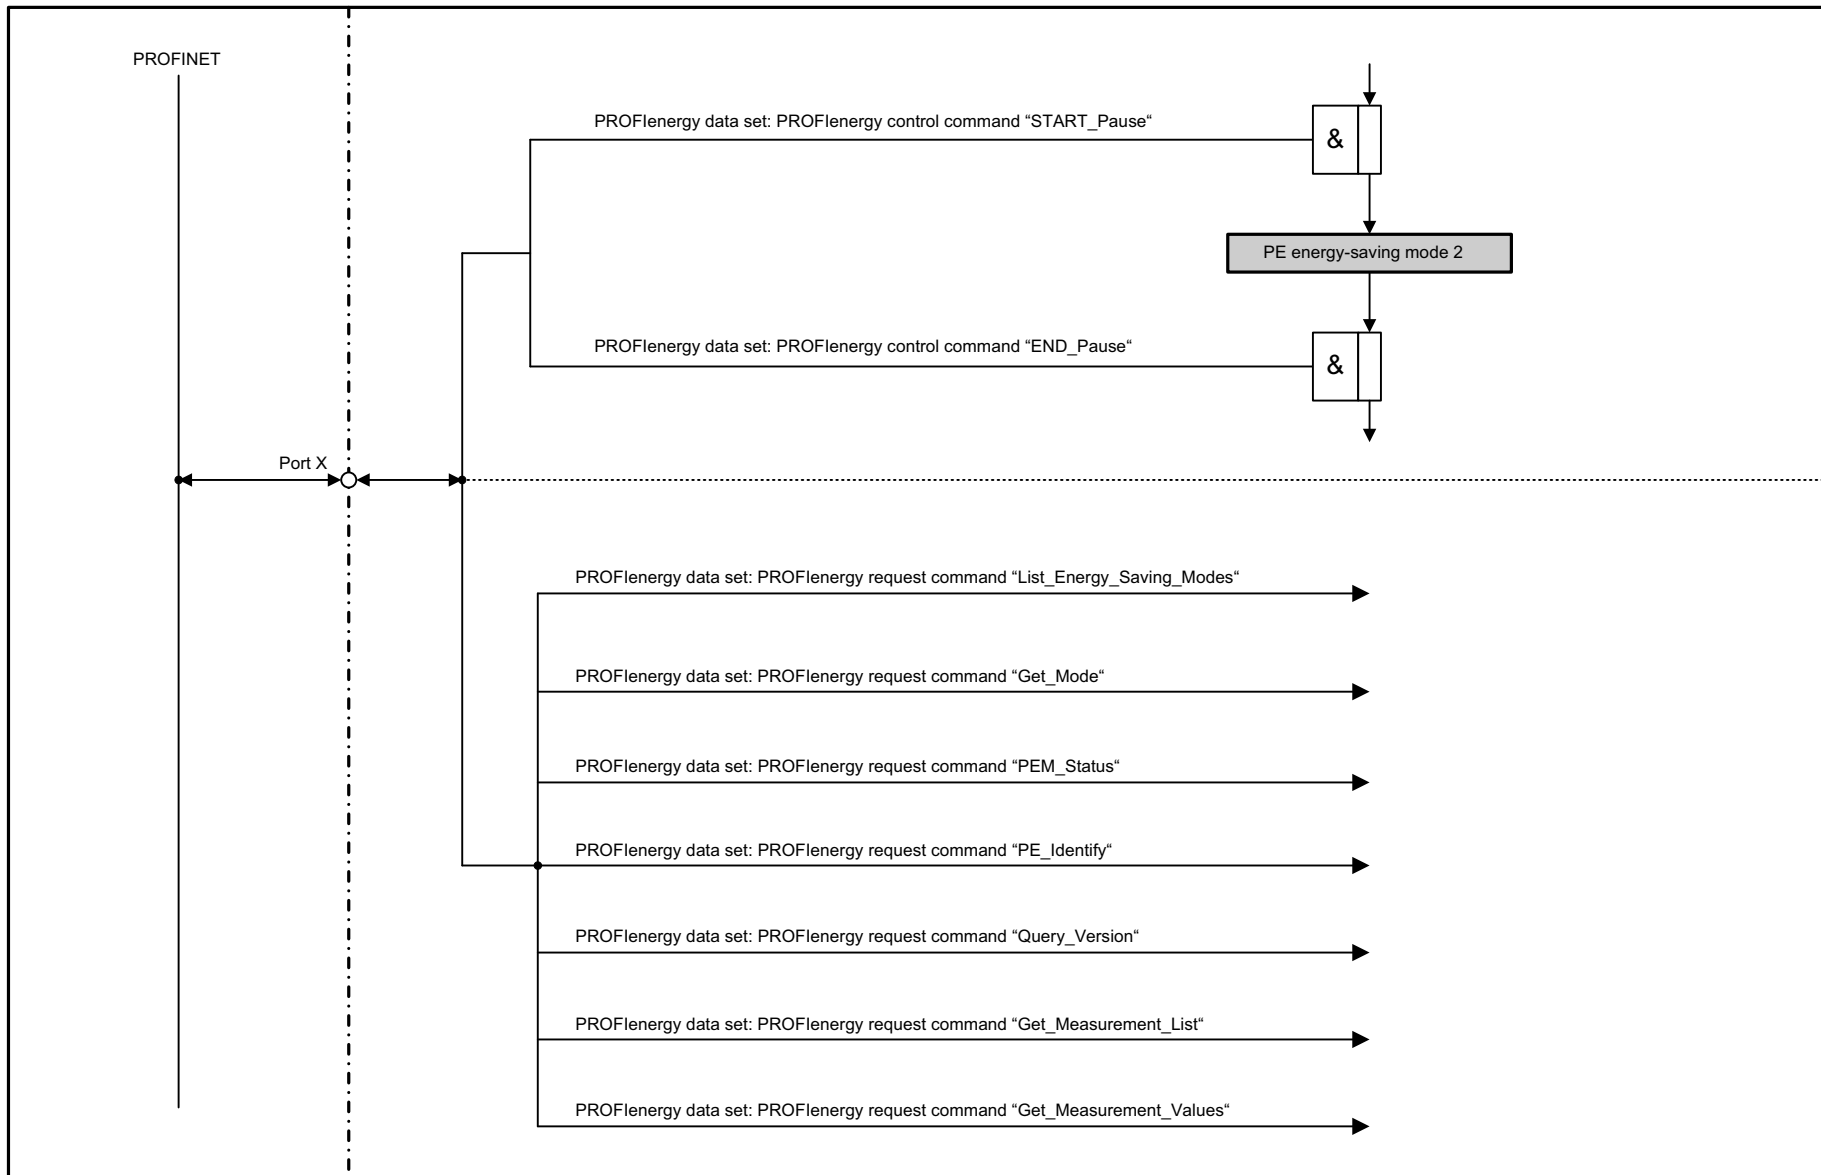 PROFINET
PROFIenergy data set: PROFIenergy control command “START_Pause“
&
PE energy-saving mode 2
PROFIenergy data set: PROFIenergy control command “END_Pause“
&
Port X
PROFIenergy data set: PROFIenergy request command “List_Energy_Saving_Modes“
PROFIenergy data set: PROFIenergy request command “Get_Mode“
PROFIenergy data set: PROFIenergy request command “PEM_Status“
PROFIenergy data set: PROFIenergy request command “PE_Identify“
PROFIenergy data set: PROFIenergy request command “Query_Version“
PROFIenergy data set: PROFIenergy request command “Get_Measurement_List“
PROFIenergy data set: PROFIenergy request command “Get_Measurement_Values“